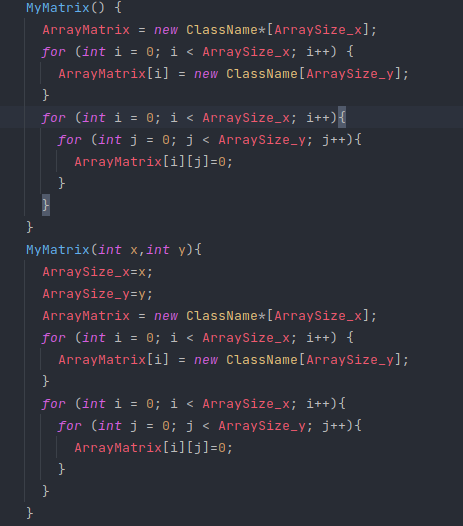 MyMatrix() {
  ArrayMatrix = new ClassName*[ArraySize_x];
  for (int i = 0; i < ArraySize_x; i++) {
    ArrayMatrix[i] = new ClassName[ArraySize_y];
  }
  for (int i = 0; i < ArraySize_x; i++){
    for (int j = 0; j < ArraySize_y; j++){
      ArrayMatrix[i][j]=0;
    }
  }
}
MyMatrix(int x,int y){
  ArraySize_x=x;
  ArraySize_y=y;
  ArrayMatrix = new ClassName*[ArraySize_x];
  for (int i = 0; i < ArraySize_x; i++) {
    ArrayMatrix[i] = new ClassName[ArraySize_y];
  }
  for (int i = 0; i < ArraySize_x; i++){
    for (int j = 0; j < ArraySize_y; j++){
      ArrayMatrix[i][j]=0;
    }
  }
}